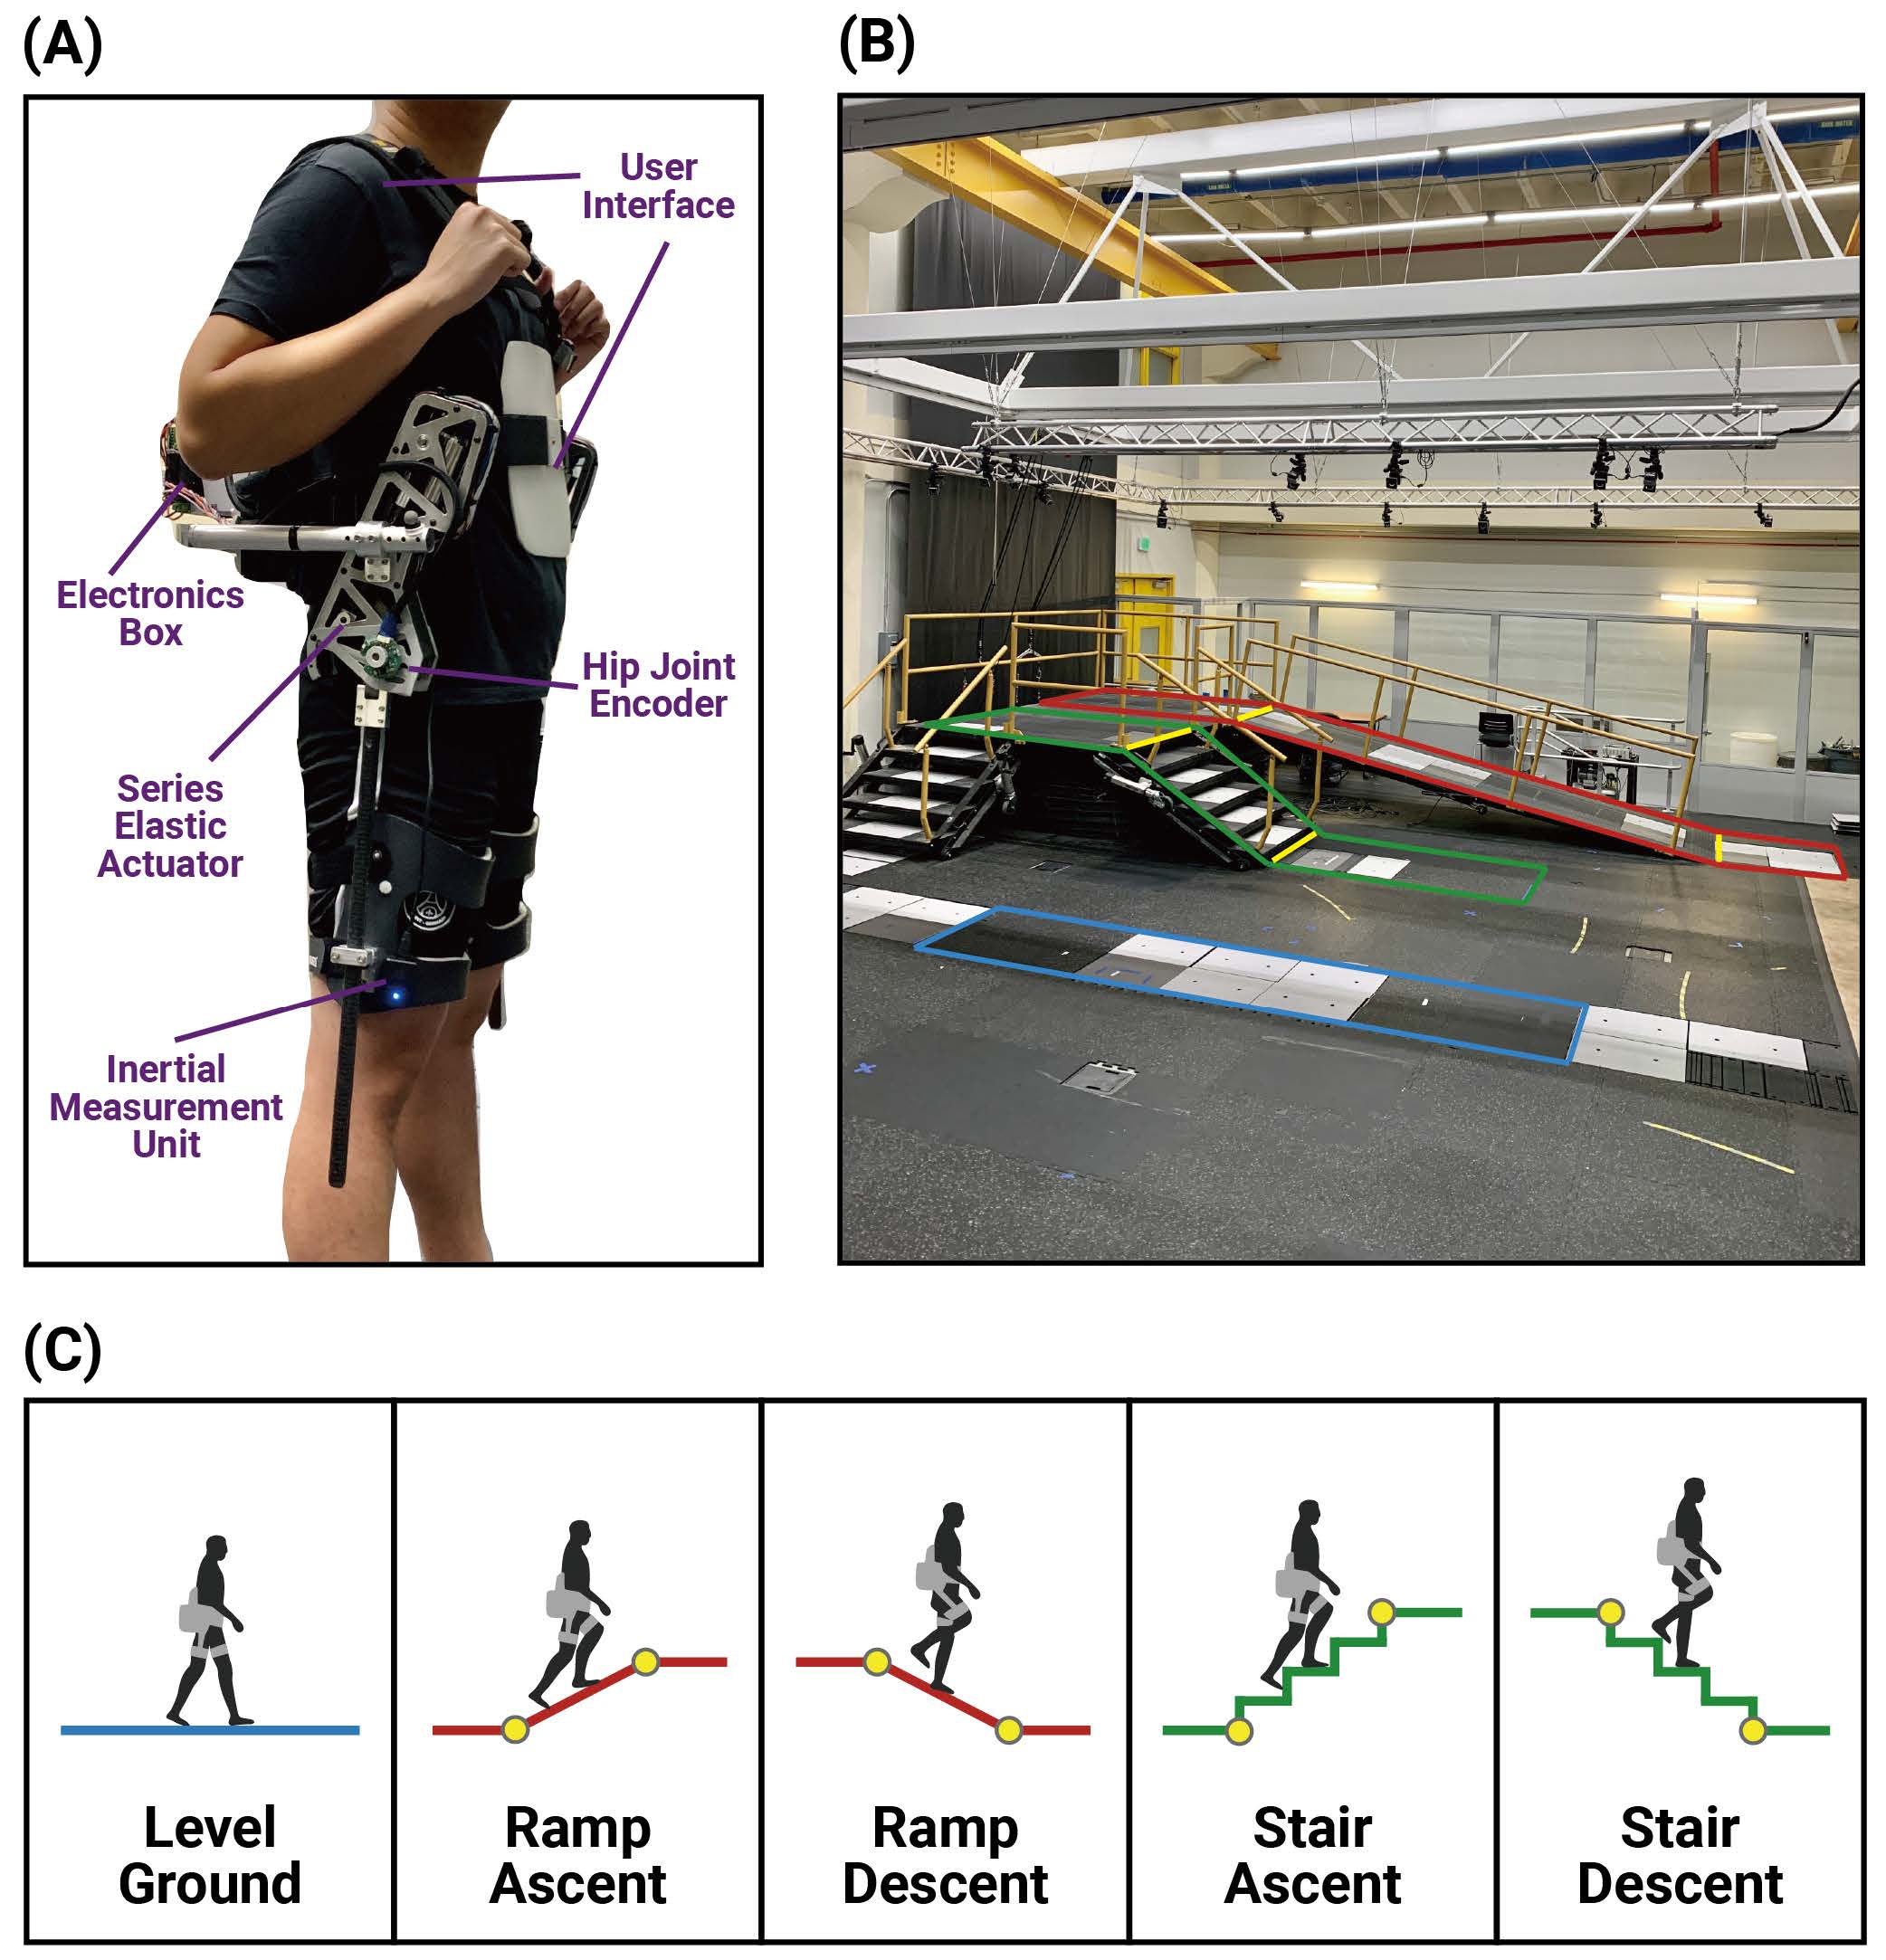 (A)
User
Interface
Electronics
Box
Hip Joint
Encoder
Series
Elastic
Actuator
Inertial
Measurement
Unit
(B)
(C)
Level
Ground
Ramp
Ascent
Ramp
Descent
Stair
Ascent
Stair
Descent